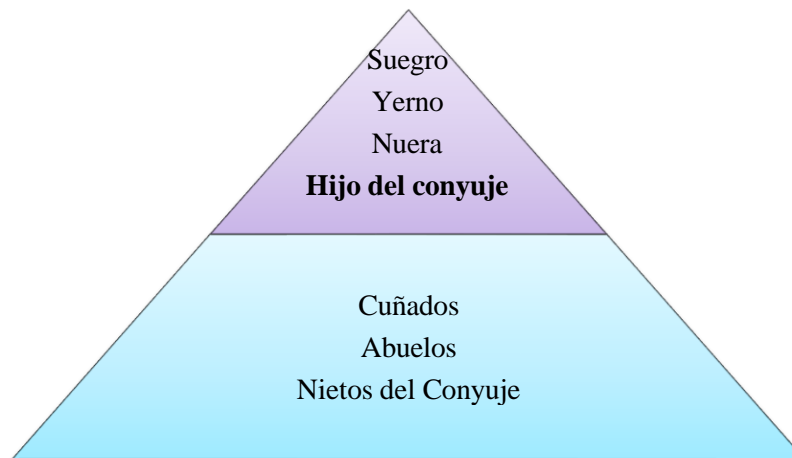 Suegro
Yerno
Nuera
Hijo del conyuje
Cuñados
Abuelos
Nietos del Conyuje